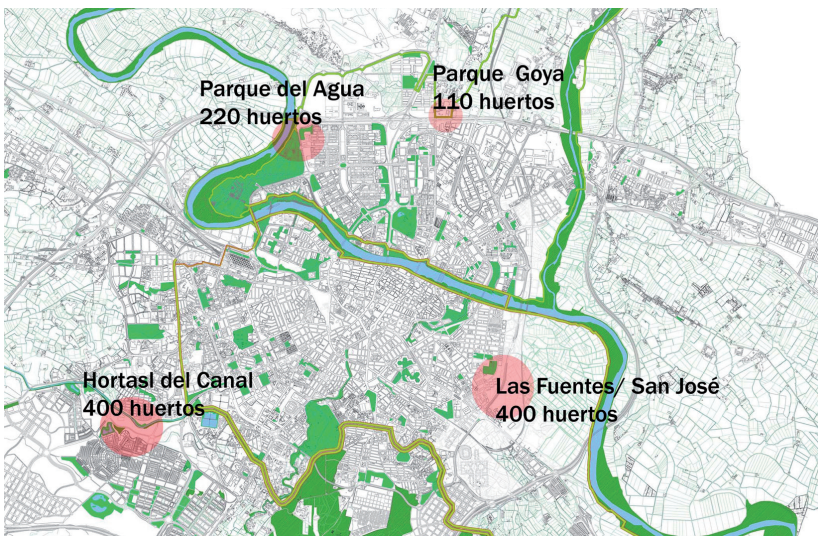 Parque del Agua
220 huertos
Parque Goya
110 huertos
Hortasl del Canal
400 huertos
Las Fuentes/ San José
400 huertos